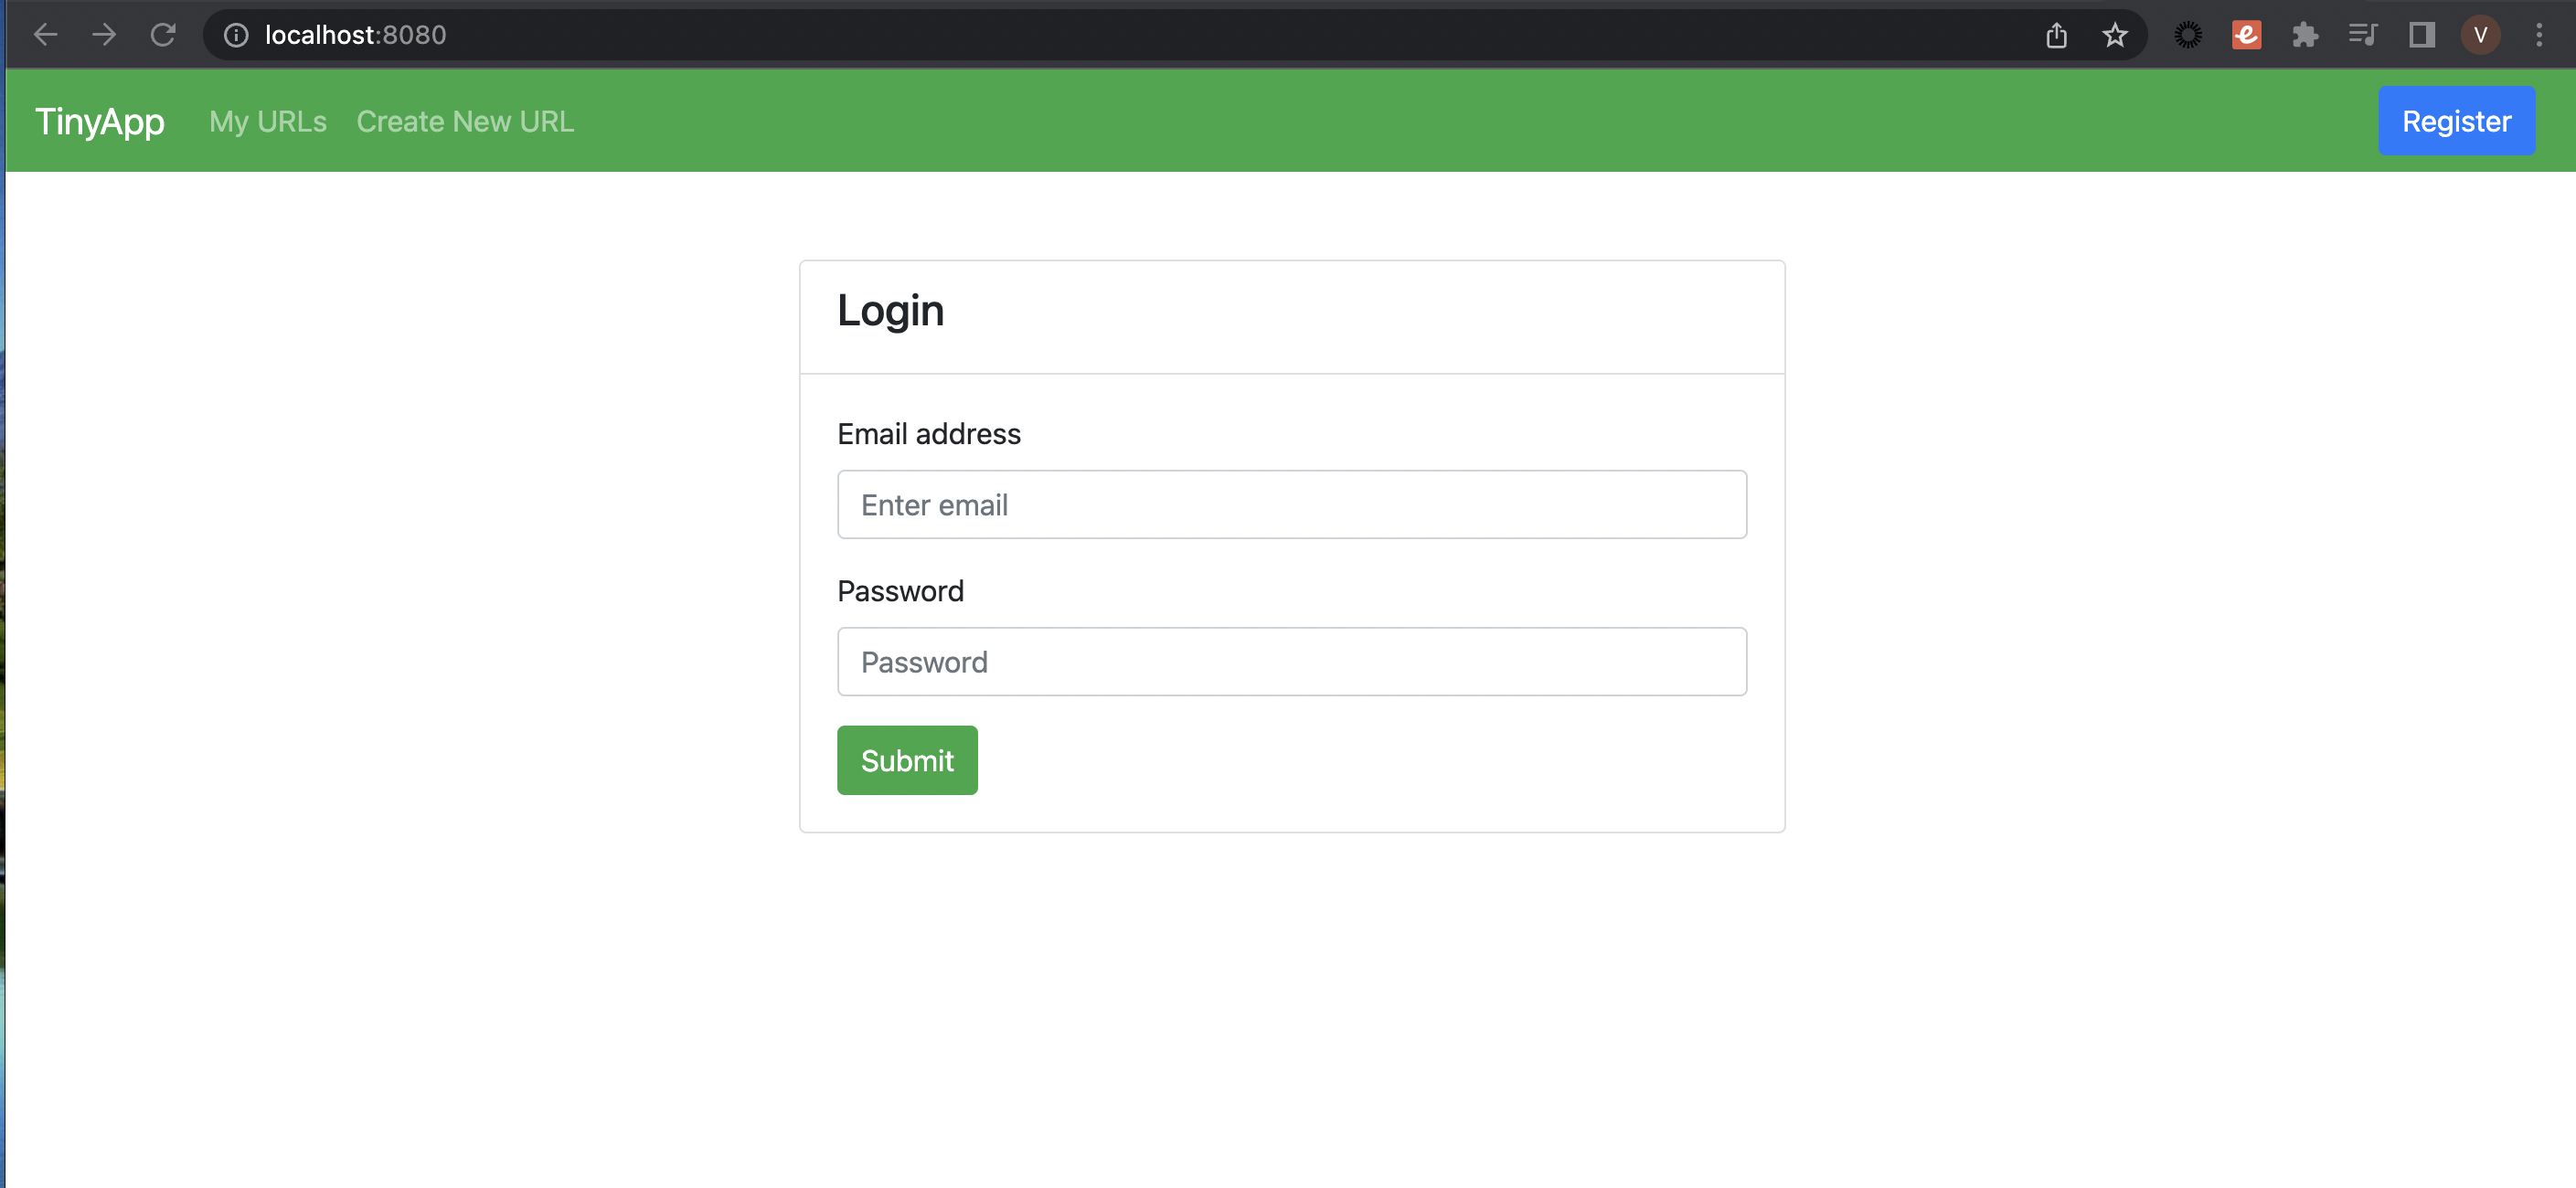 localhost:8080
V
TinyApp My URLs Create New URL Register
Login
Email address
Enter email
Password
Password
Submit